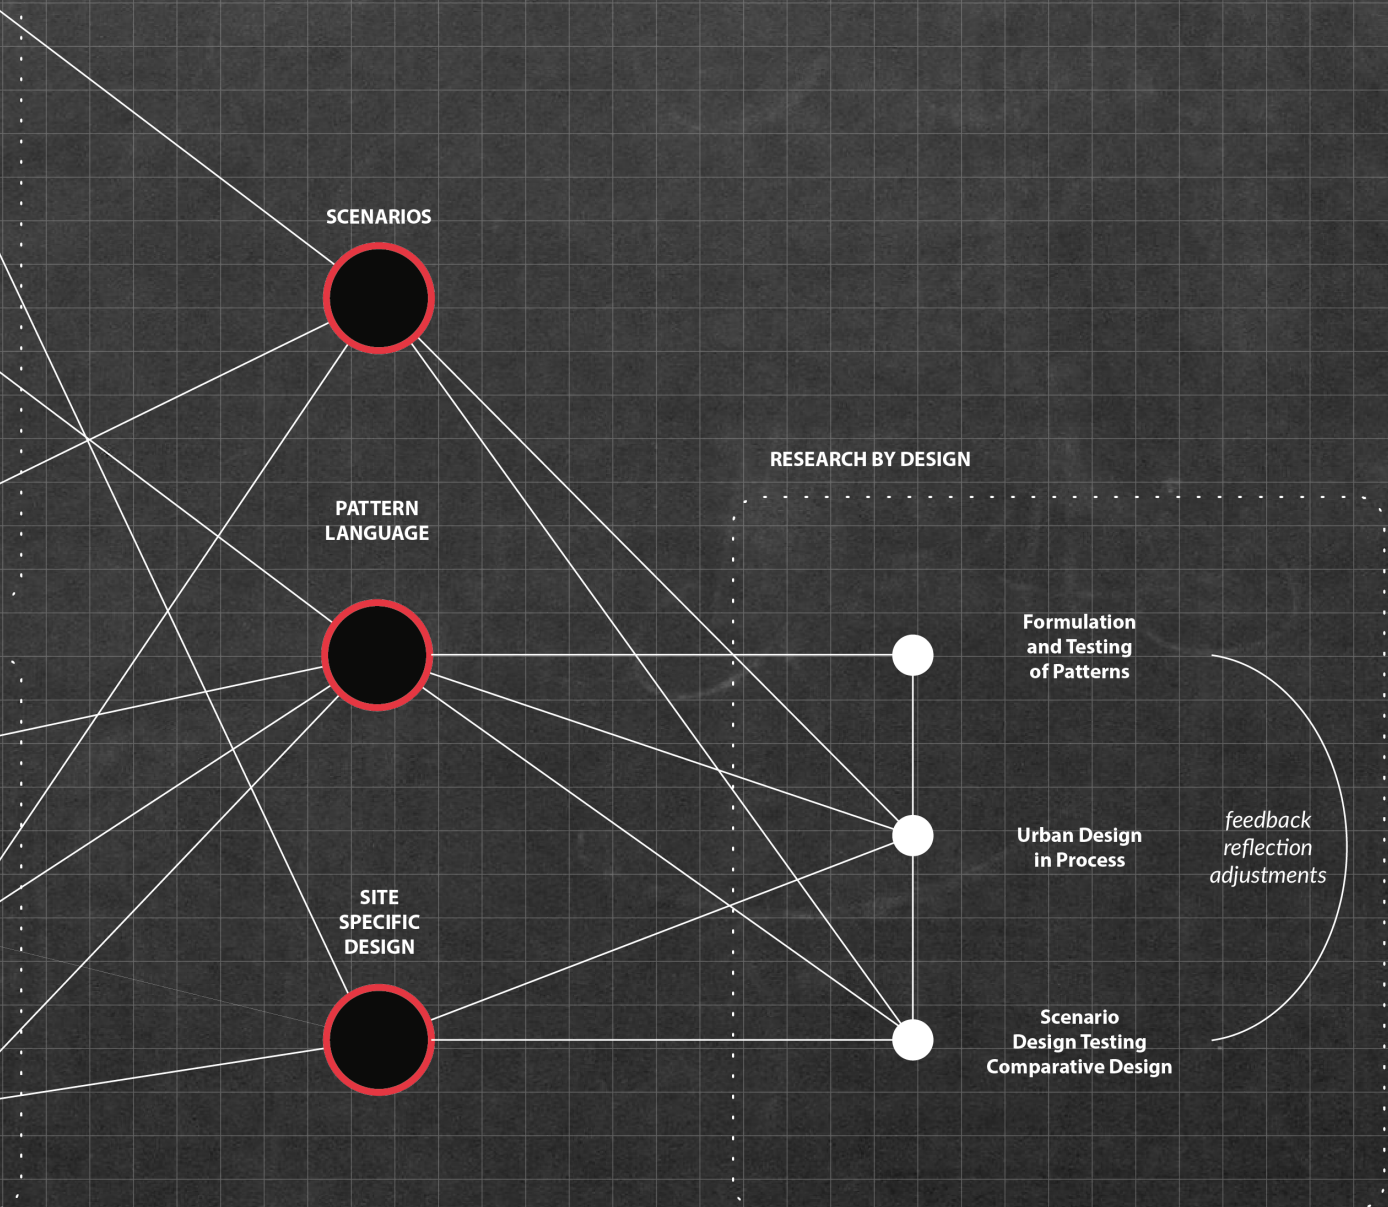 SCENARIOS
PATTERN
LANGUAGE
SITE
SPECIFIC
DESIGN
RESEARCH BY DESIGN
Formulation
and Testing
of Patterns
Urban Design
in Process
feedback
reflection
adjustments
Scenario
Design Testing
Comparative Design